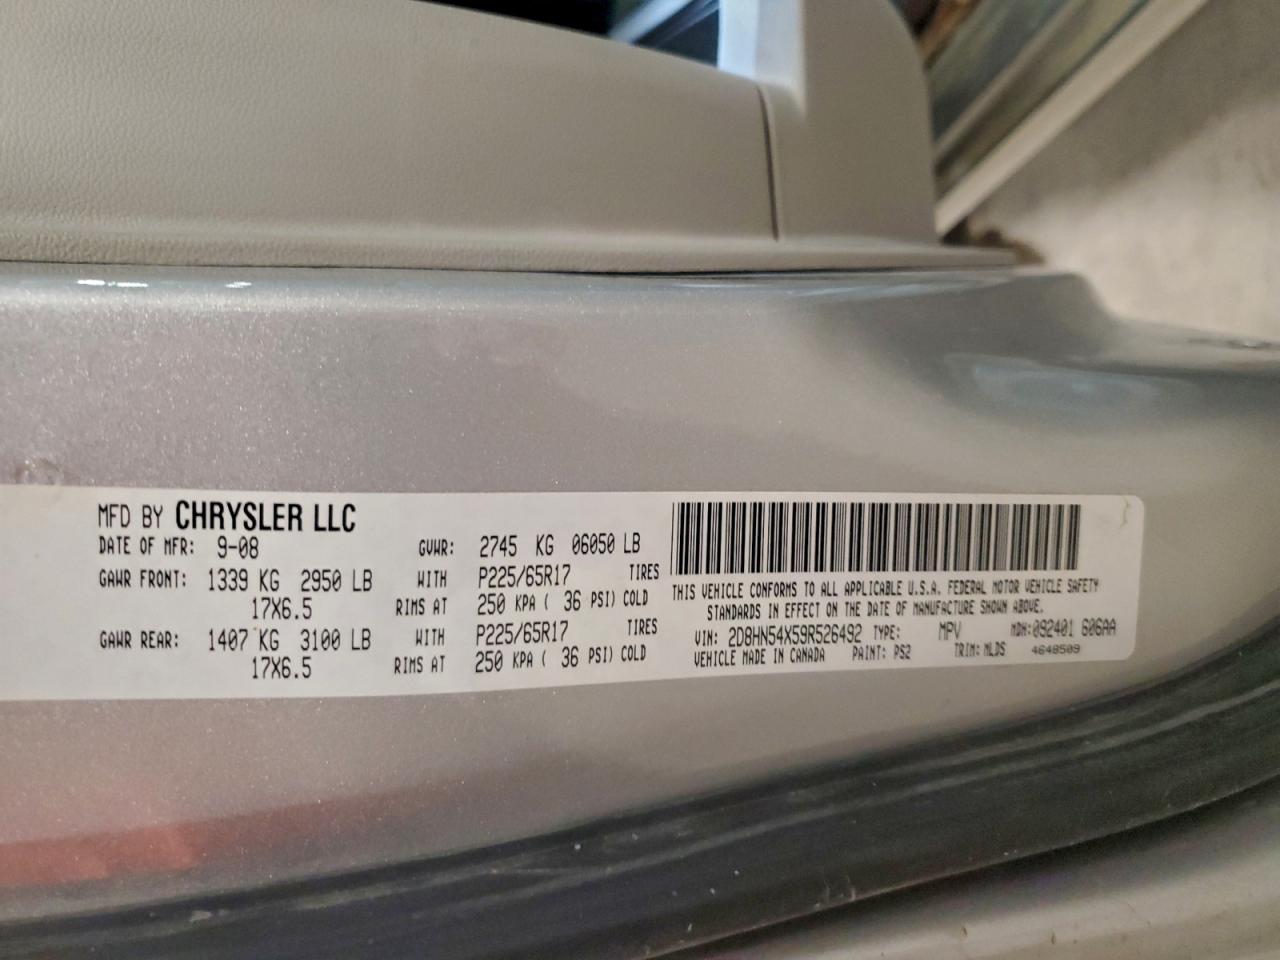 MFD BY CHRYSLER LLC
DATE OF MFR: 9-08 GVWR: 2745 KG 06050 LB
GAWR FRONT: 1339 KG 2950 LB WITH P225/65R17 TIRES
17X6.5 RIMS AT 250 KPA ( 36 PSI) COLD
GAWR REAR: 1407 KG 3100 LB WITH P225/65R17 TIRES
17X6.5 RIMS AT 250 KPA ( 36 PSI) COLD
THIS VEHICLE CONFORMS TO ALL APPLICABLE U.S.A. FEDERAL MOTOR VEHICLE SAFETY
STANDARDS IN EFFECT ON THE DATE OF MANUFACTURE SHOWN ABOVE.
VIN: 2D8HN54X59R526492 TYPE: MPV MDH: 092401 606AA
VEHICLE MADE IN CANADA PAINT: PS2 TRIM: MLDS 4648509